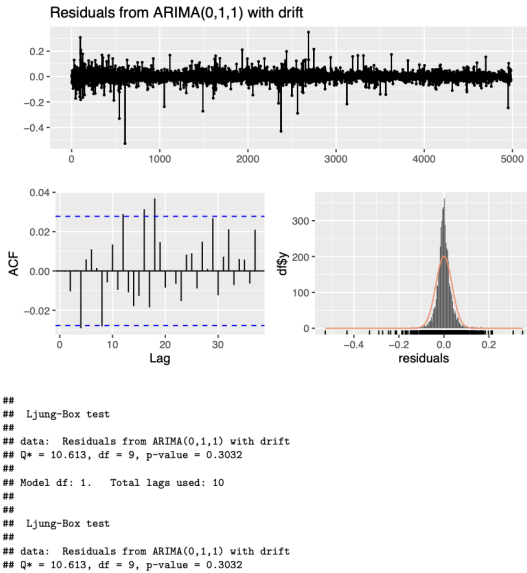 Residuals from ARIMA(0,1,1) with drift
0.2
0.0
−0.2
−0.4
0 1000 2000 3000 4000 5000
0.04
0.02
0.00
−0.02
ACF
0 10 20 30
Lag
300
200
100
0
df$y
−0.4 −0.2 0.0 0.2
residuals
##
## Ljung-Box test
##
## data: Residuals from ARIMA(0,1,1) with drift
## Q* = 10.613, df = 9, p-value = 0.3032
##
## Model df: 1. Total lags used: 10
##
##
## Ljung-Box test
##
## data: Residuals from ARIMA(0,1,1) with drift
## Q* = 10.613, df = 9, p-value = 0.3032